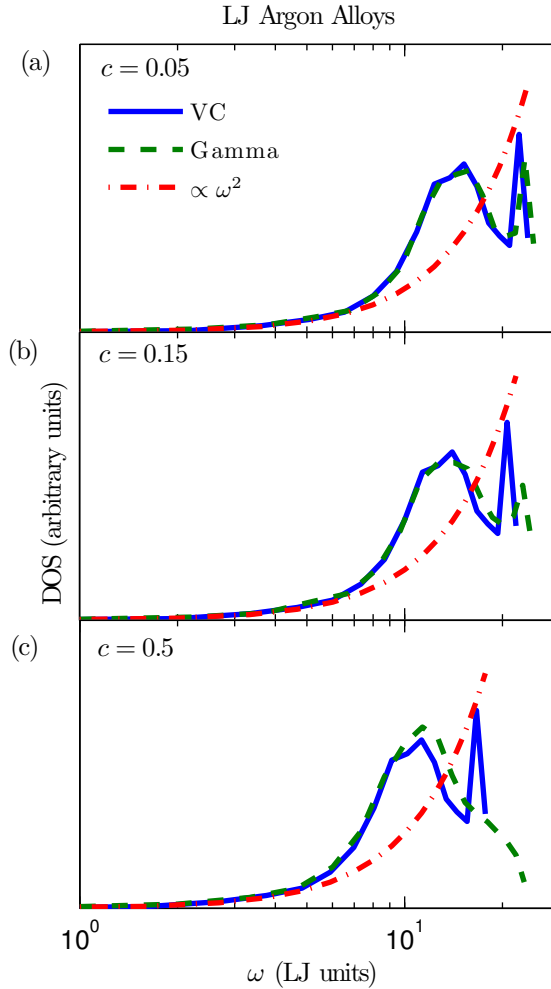 LJ Argon Alloys
(a)
c = 0.05
VC
Gamma
∝ ω²
(b)
c = 0.15
DOS (arbitrary units)
(c)
c = 0.5
10⁰
10¹
ω (LJ units)